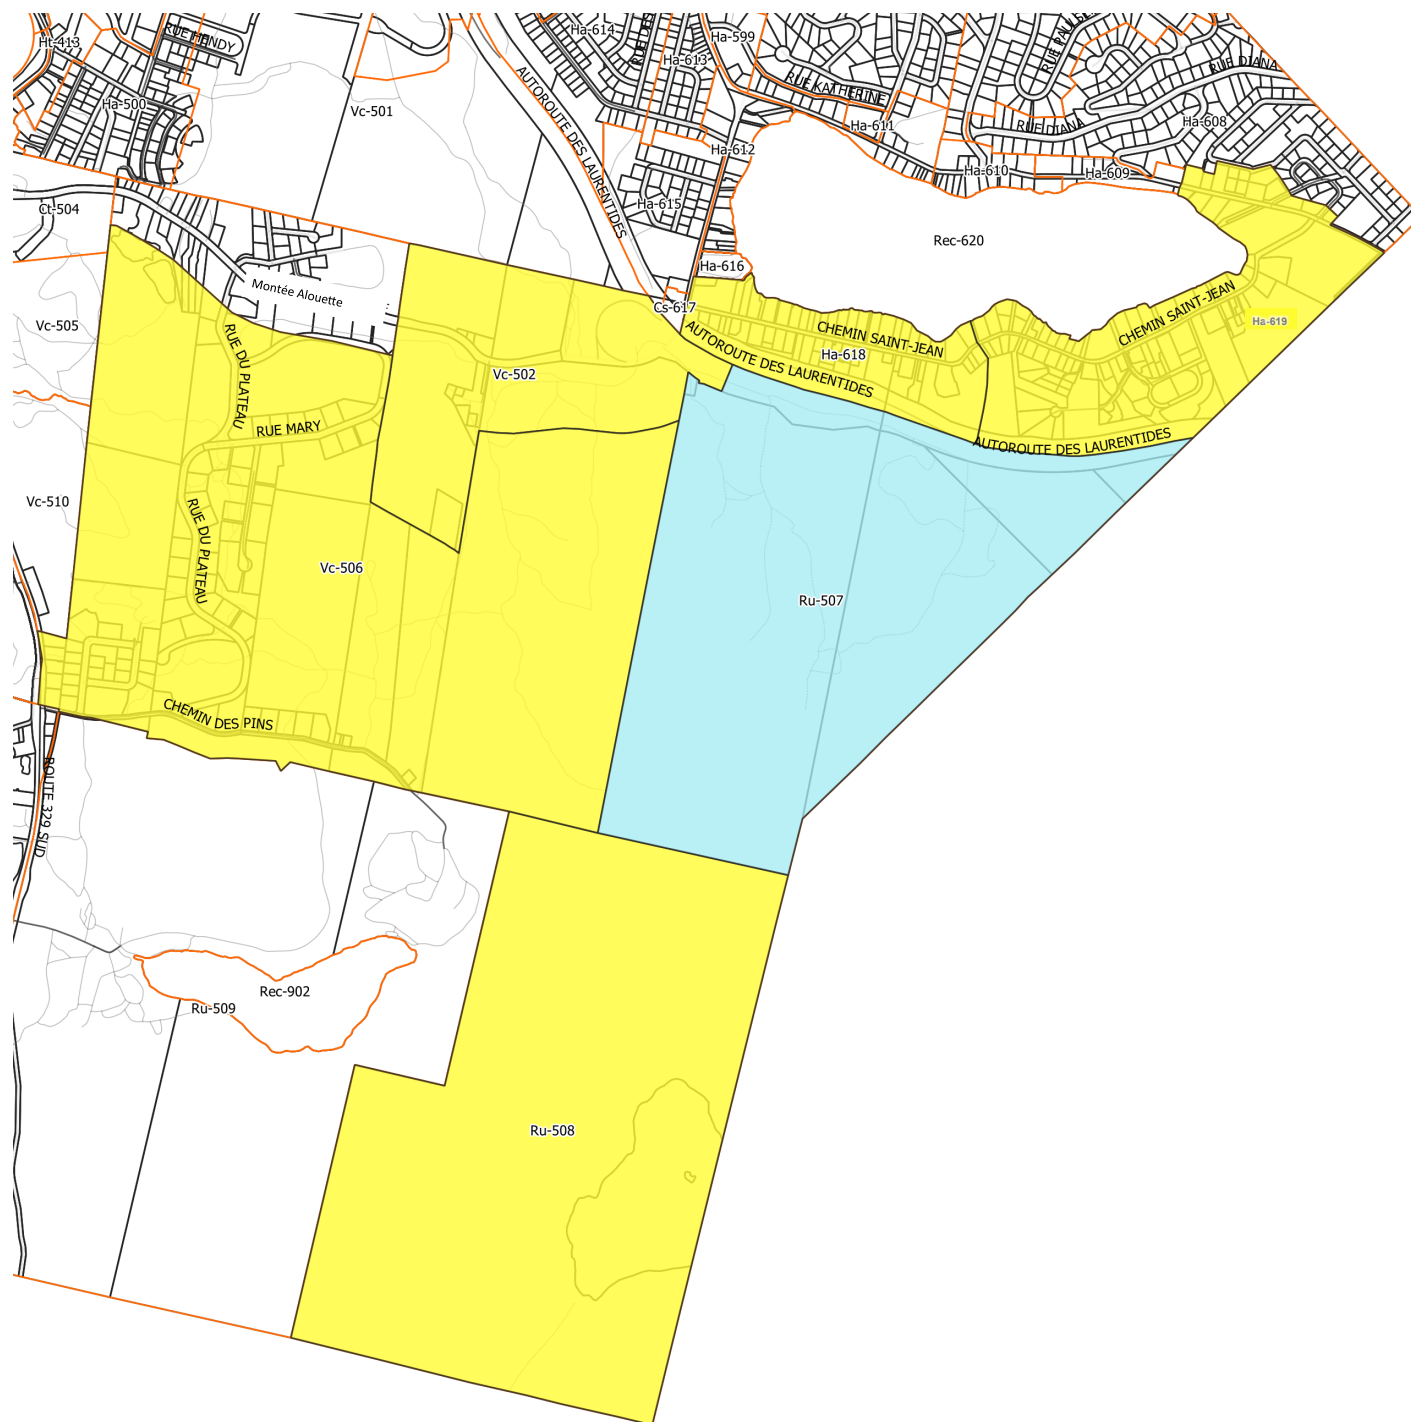 Ht-413
RUE HENDY
Ha-500
Vc-501
AUTOROUTE DES LAURENTIDES
Ha-614
RUE DES
Ha-599
Ha-613
RUE KATHERINE
RUE DIANA
RUE DIANA
Ha-608
Ha-611
Ha-612
Ha-610
Ha-609
Ct-504
Ha-615
Rec-620
Ha-616
Montée Alouette
Cs-617
Vc-505
RUE DU PLATEAU
AUTOROUTE DES LAURENTIDES
CHEMIN SAINT-JEAN
CHEMIN SAINT-JEAN
Ha-619
Ha-618
Vc-502
RUE MARY
AUTOROUTE DES LAURENTIDES
Vc-510
RUE DU PLATEAU
Vc-506
Ru-507
CHEMIN DES PINS
ROUTE 329 SUD
Rec-902
Ru-509
Ru-508